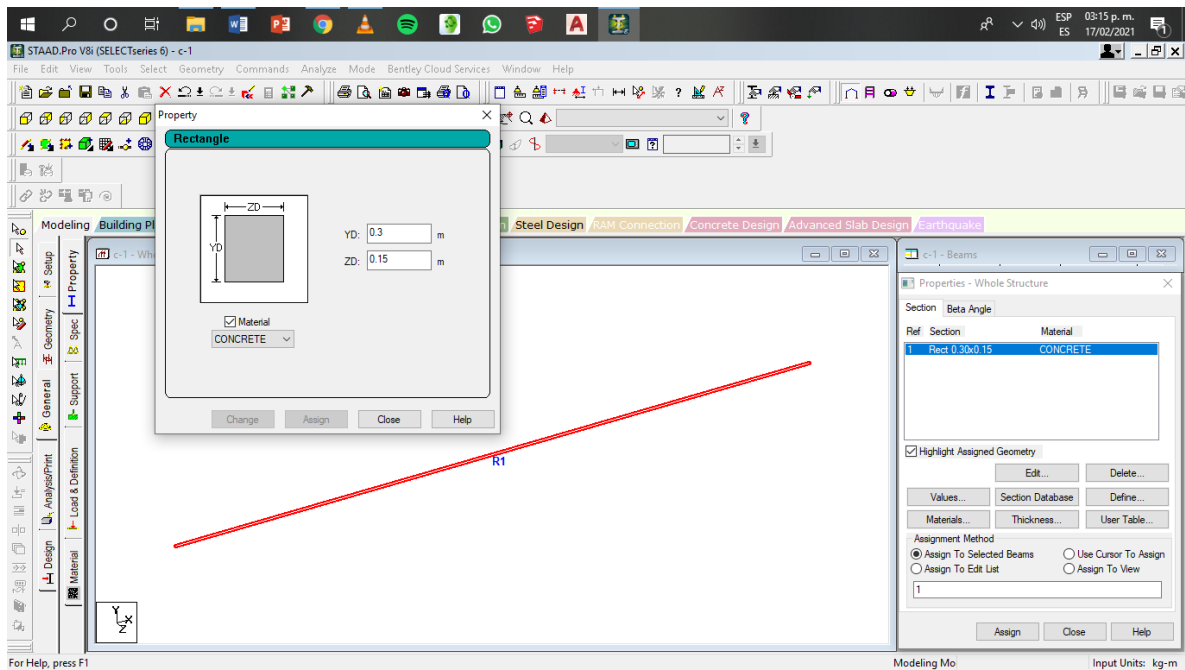 ESP 03:15 p. m.
ES 17/02/2021
STAAD.Pro V8i (SELECTseries 6) - c-1
File Edit View Tools Select Geometry Commands Analyze Mode Bentley Cloud Services Window Help
Property
Rectangle
ZD
YD
YD: 0.3 m
ZD: 0.15 m
Material
CONCRETE
Change Assign Close Help
Modeling Building Pl Steel Design RAM Connection Concrete Design Advanced Slab Design Earthquake
Setup
Geometry
General
Analysis/Print
Design
Property
Spec
Support
Load & Definition
Material
c-1 - Who
R1
Y
X
Z
c-1 - Beams
Properties - Whole Structure
Section Beta Angle
Ref Section Material
1 Rect 0.30x0.15 CONCRETE
Highlight Assigned Geometry
Edit... Delete...
Values... Section Database Define...
Materials... Thickness... User Table...
Assignment Method
Assign To Selected Beams Use Cursor To Assign
Assign To Edit List Assign To View
1
Assign Close Help
For Help, press F1 Modeling Mo Input Units: kg-m